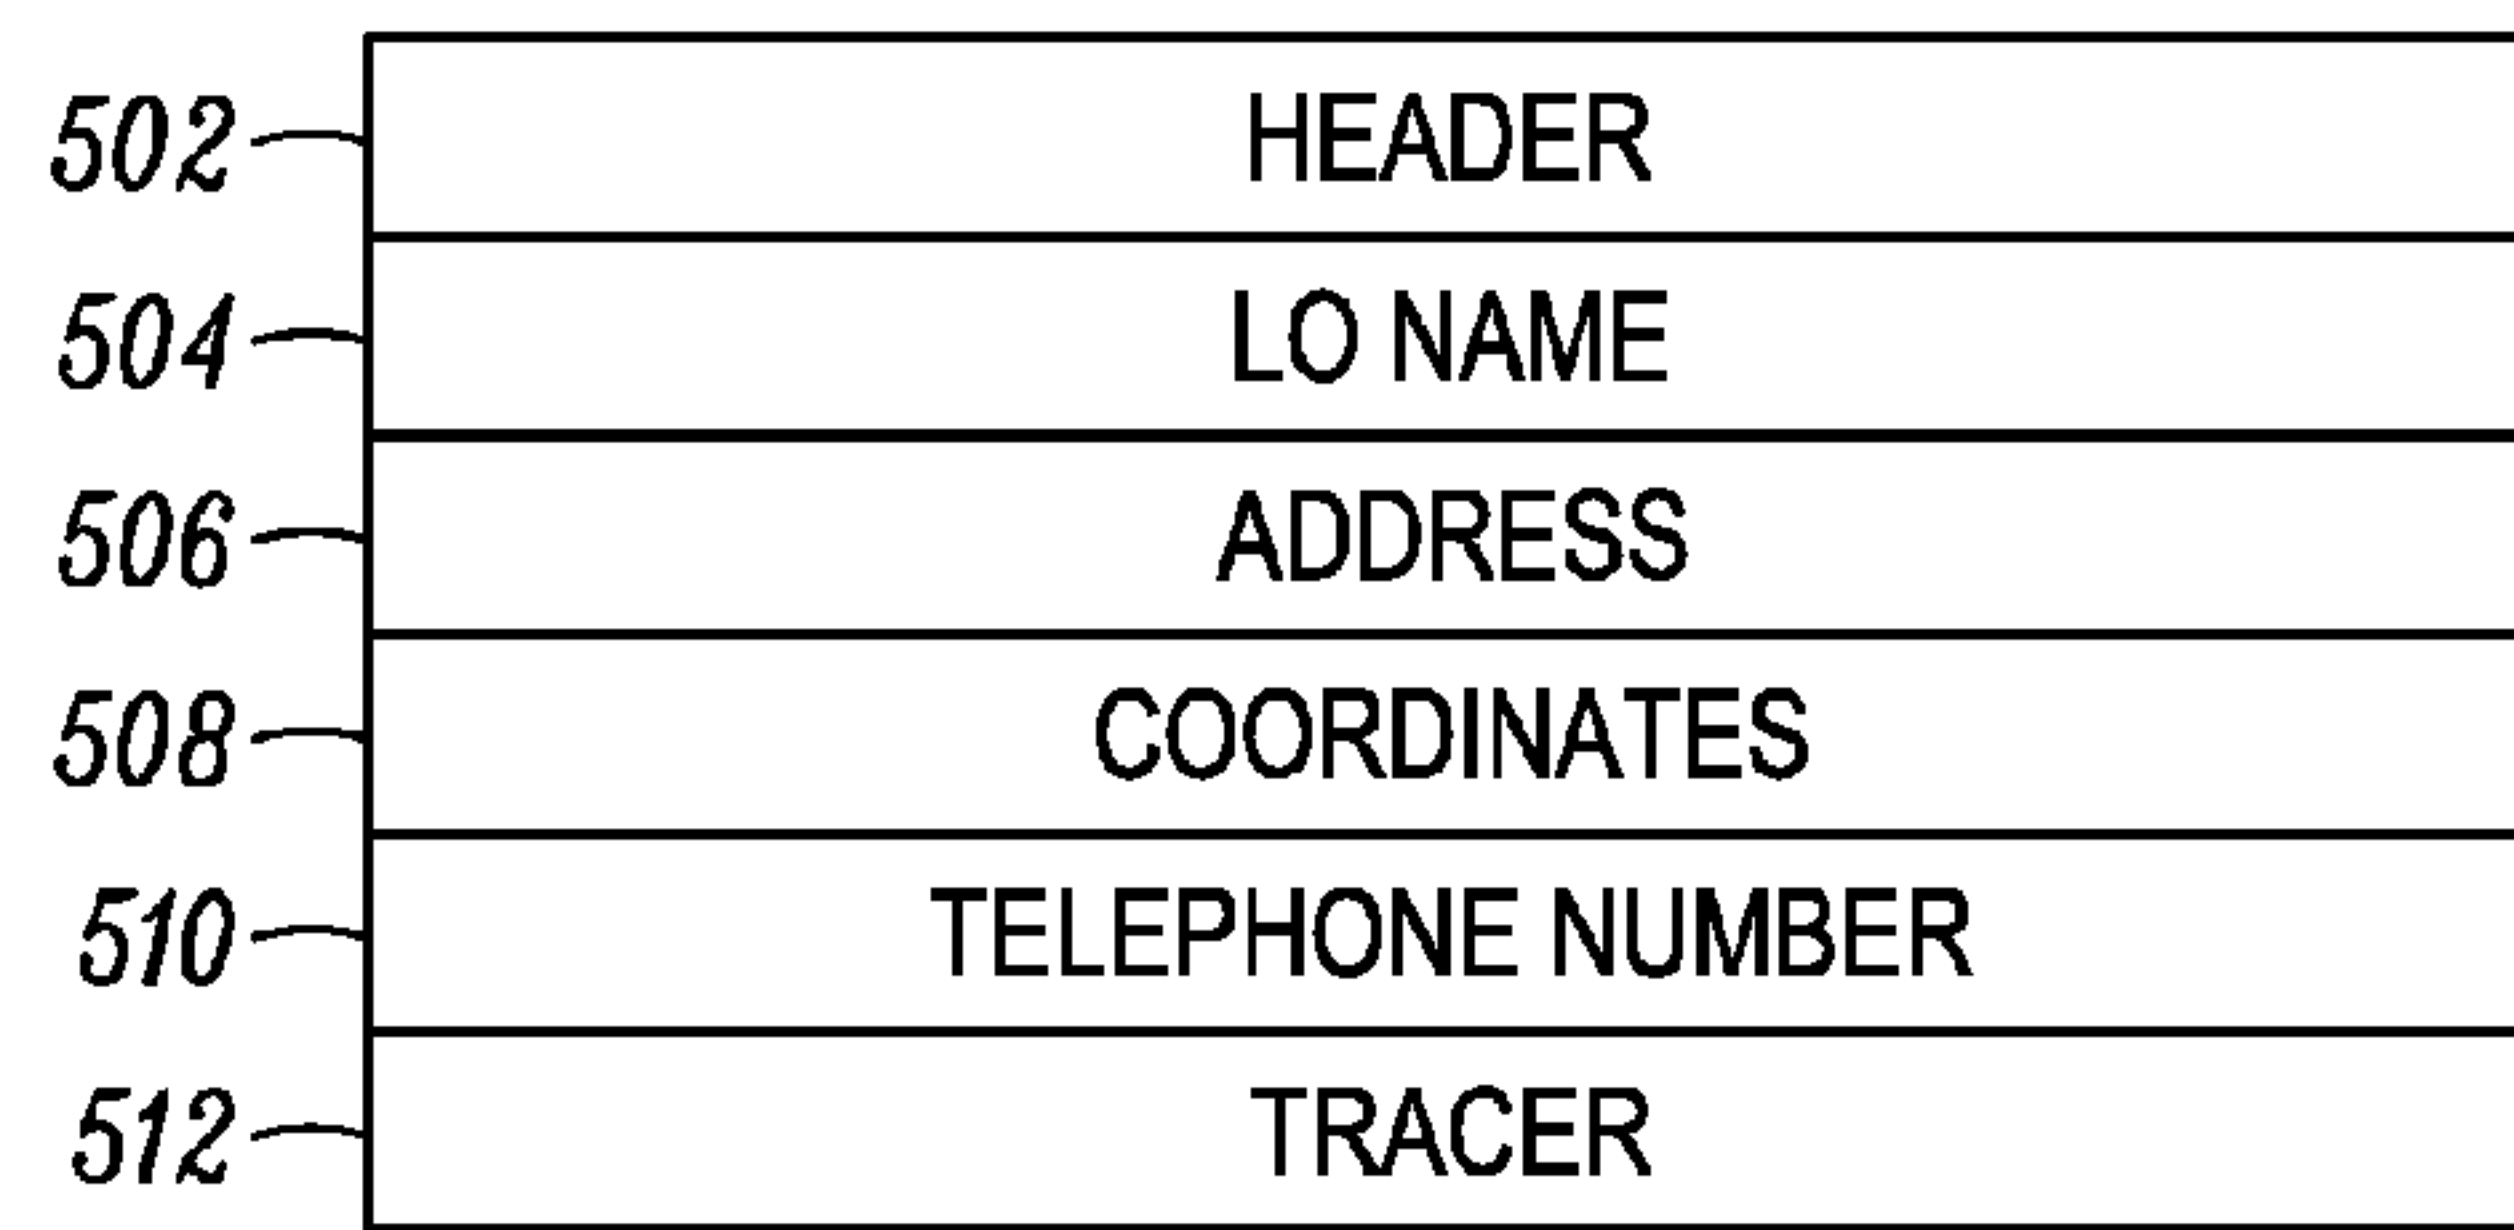 502 HEADER
504 LO NAME
506 ADDRESS
508 COORDINATES
510 TELEPHONE NUMBER
512 TRACER